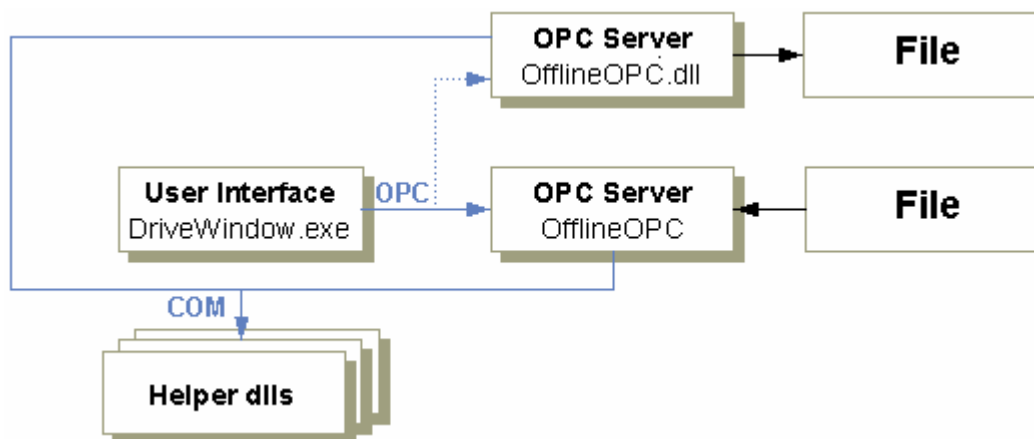 OPC Server
OfflineOPC.dll
File
User Interface
DriveWindow.exe
OPC
OPC Server
OfflineOPC
File
COM
Helper dlls